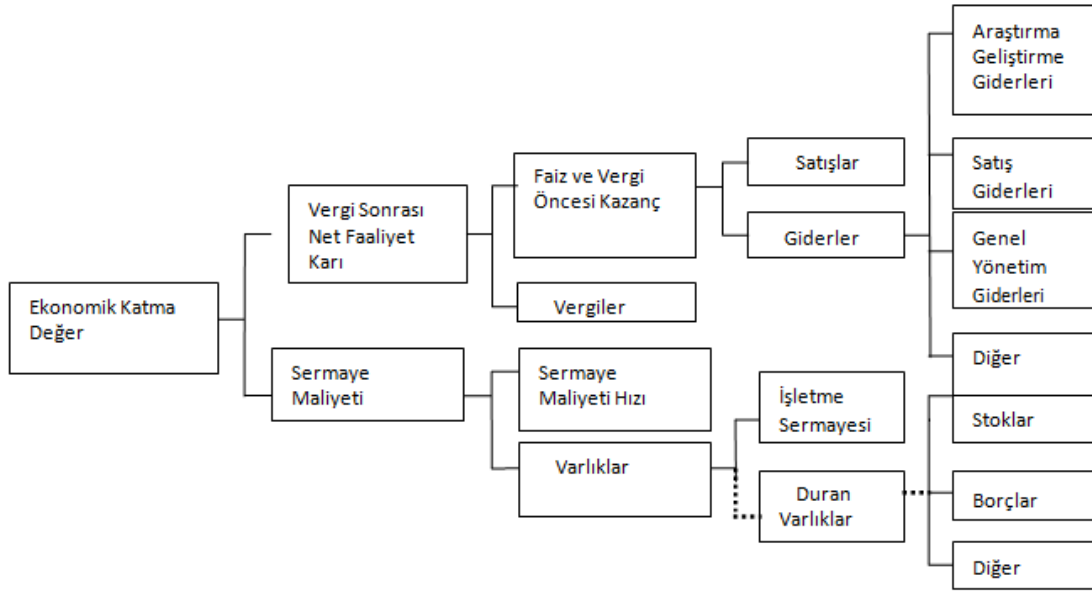 Ekonomik Katma
Değer
Vergi Sonrası
Net Faaliyet
Karı
Sermaye
Maliyeti
Faiz ve Vergi
Öncesi Kazanç
Vergiler
Sermaye
Maliyeti Hızı
Varlıklar
Satışlar
Giderler
İşletme
Sermayesi
Duran
Varlıklar
Araştırma
Geliştirme
Giderleri
Satış
Giderleri
Genel
Yönetim
Giderleri
Diğer
Stoklar
Borçlar
Diğer